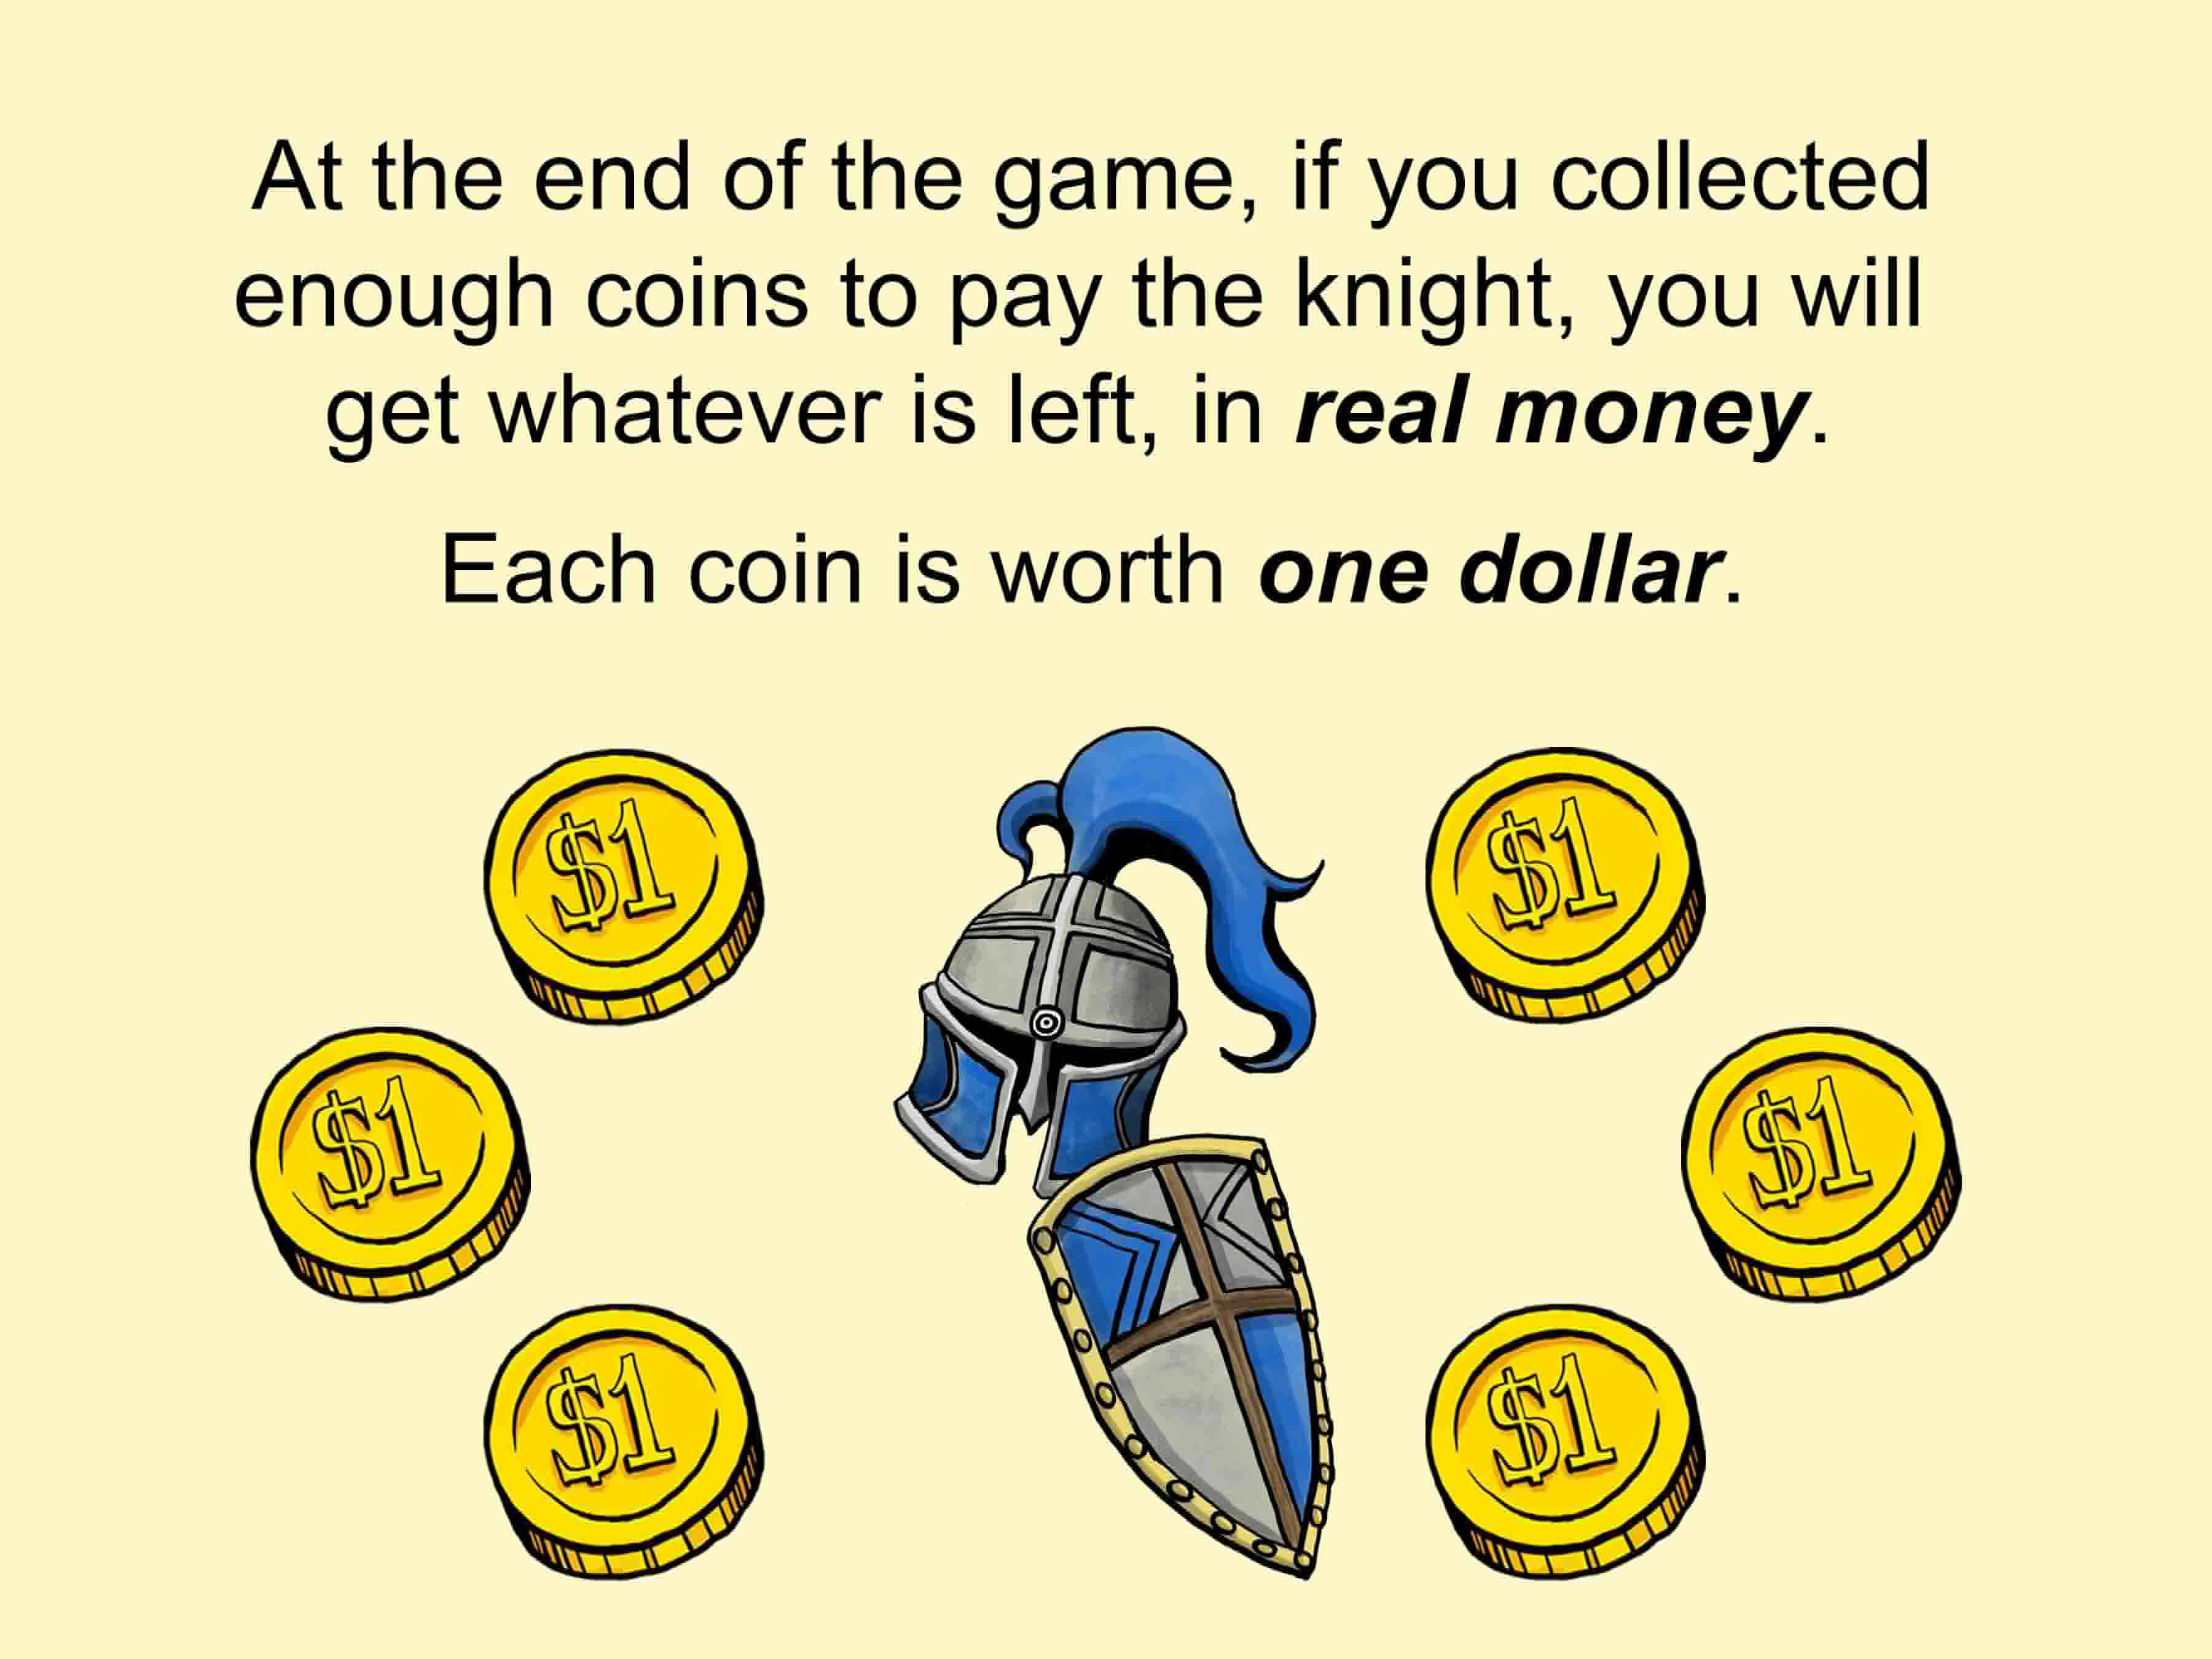 At the end of the game, if you collected
enough coins to pay the knight, you will
get whatever is left, in real money.
Each coin is worth one dollar.
$1
$1
$1
$1
$1
$1